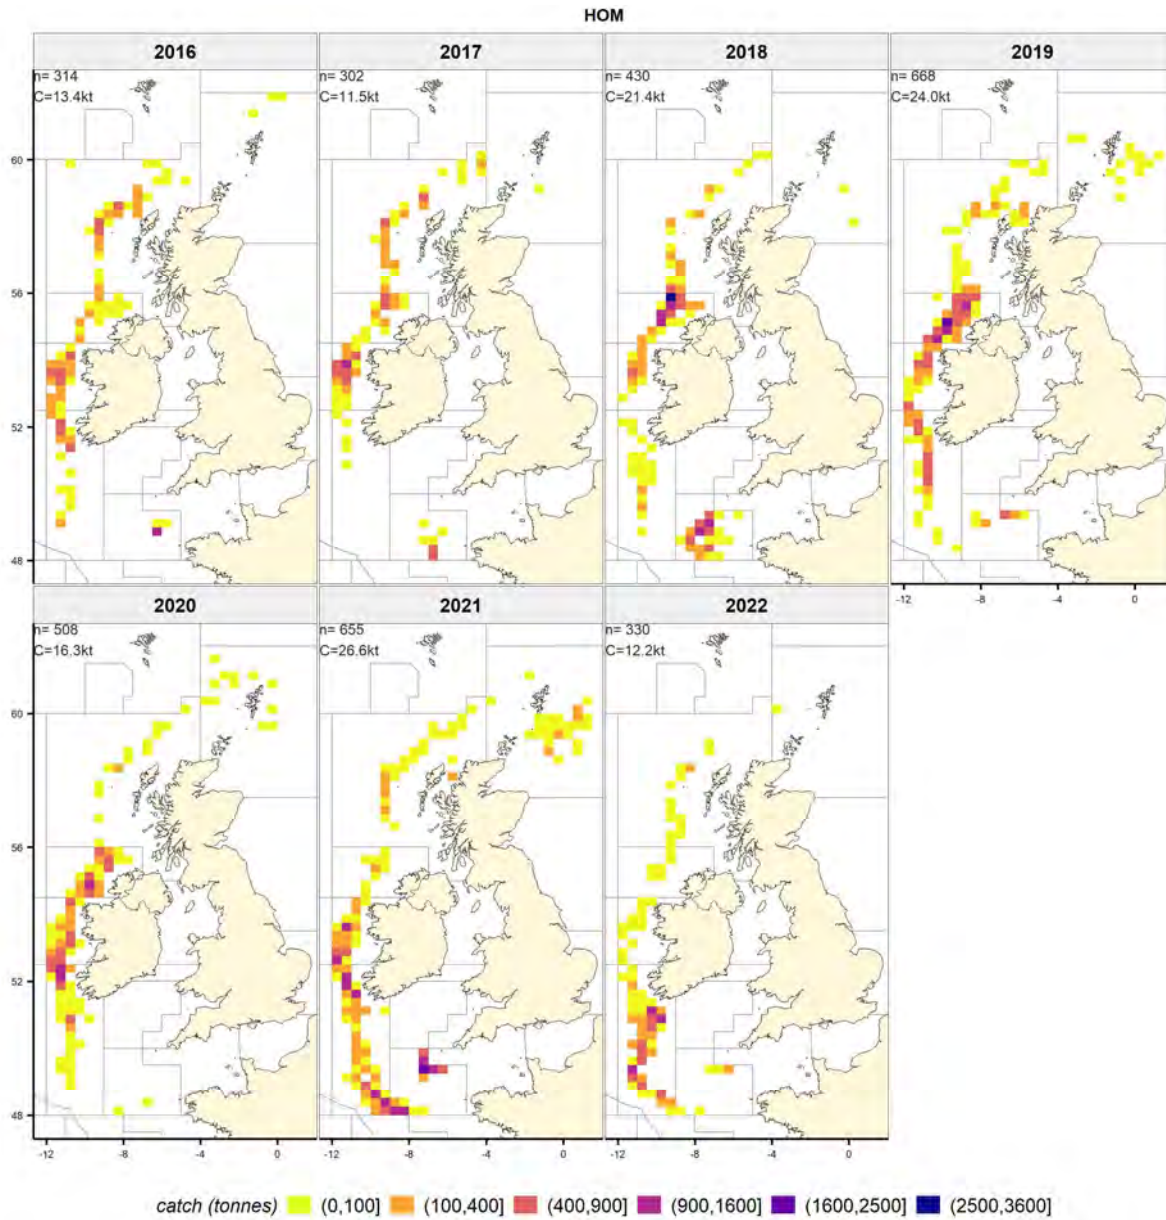 HOM
2016 2017 2018 2019
n= 314 n= 302 n= 430 n= 668
C=13.4kt C=11.5kt C=21.4kt C=24.0kt
60
56
52
48
-12 -8 -4 0
2020 2021 2022
n= 508 n= 655 n= 330
C=16.3kt C=26.6kt C=12.2kt
60
56
52
48
-12 -8 -4 0 -12 -8 -4 0 -12 -8 -4 0
catch (tonnes) (0,100] (100,400] (400,900] (900,1600] (1600,2500] (2500,3600]